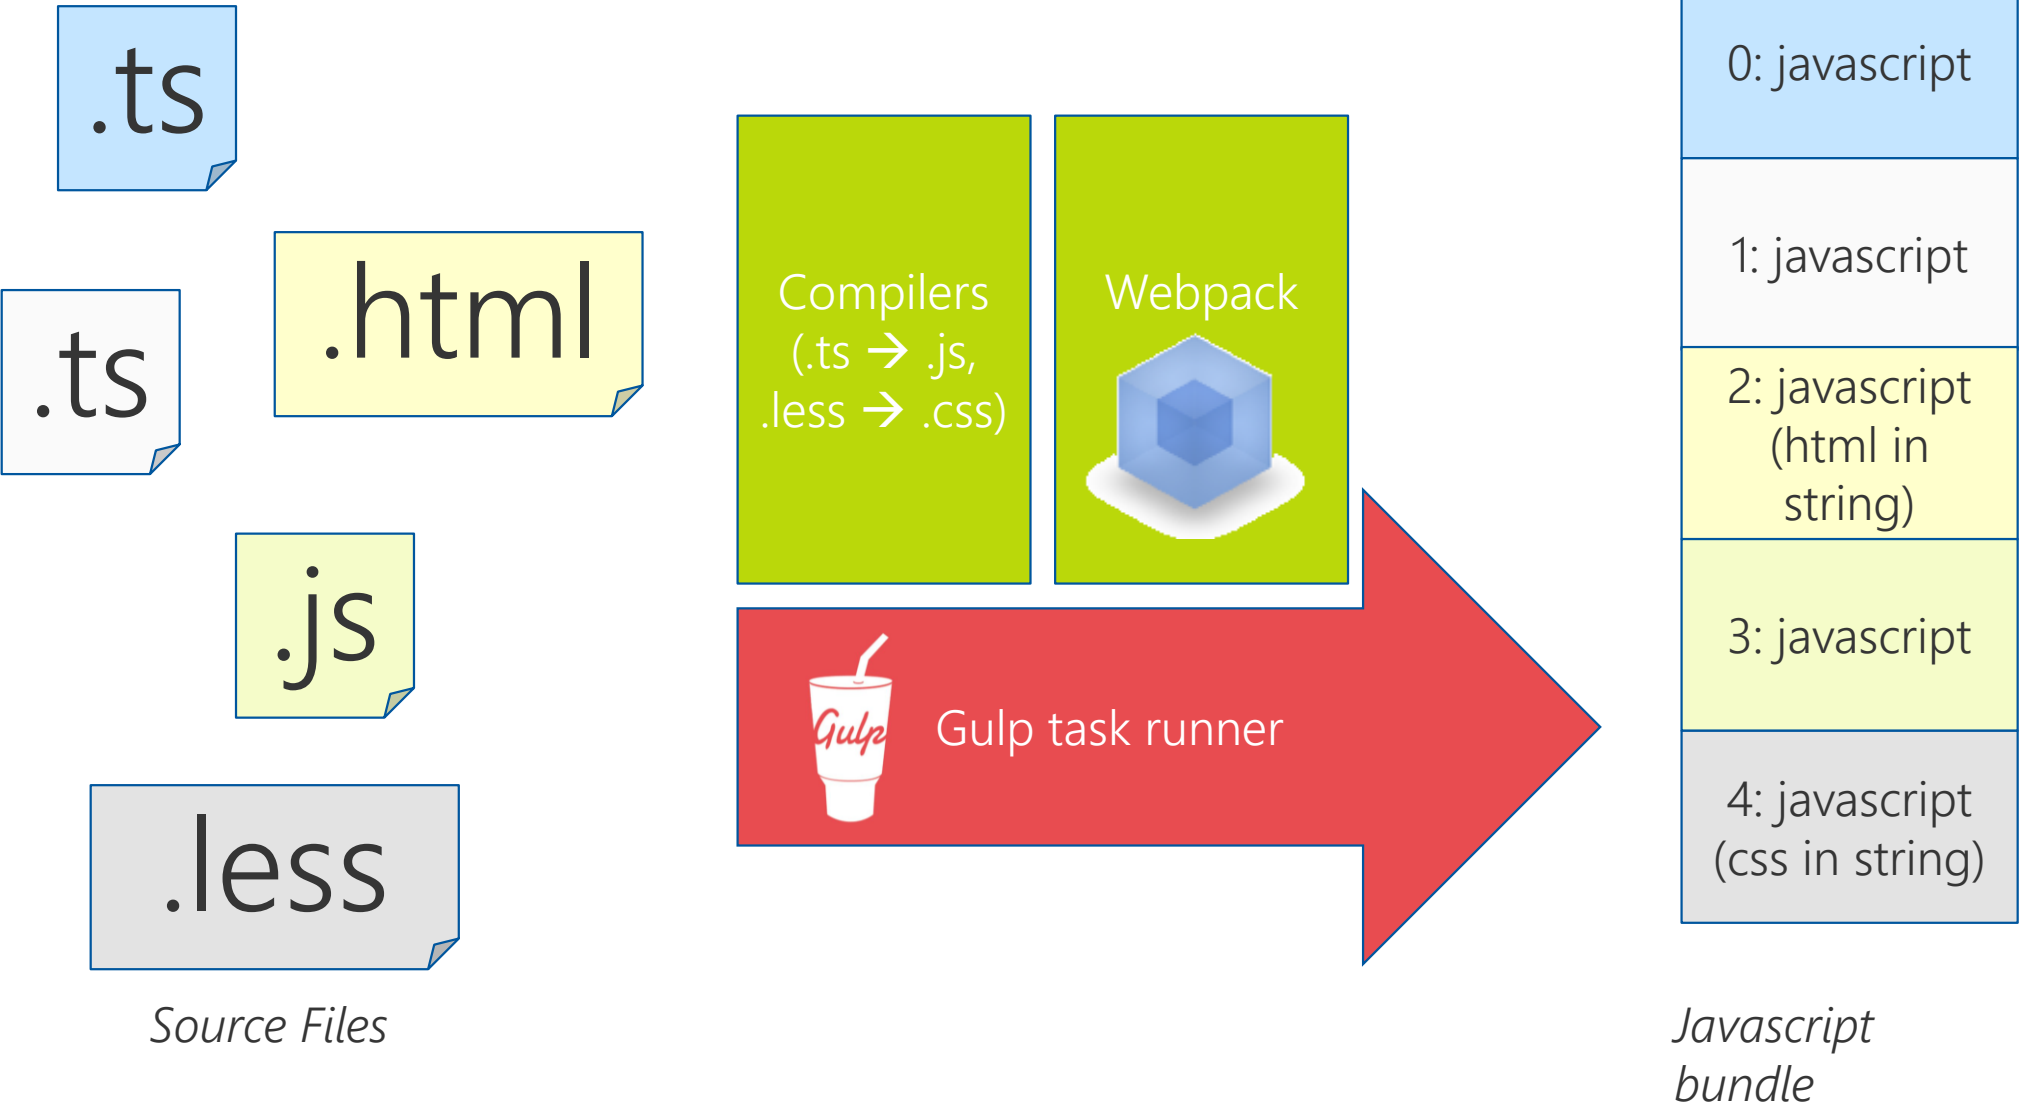 .ts
.html
.ts
.js
.less
Source Files
Compilers
(.ts → .js,
.less → .css)
Webpack
Gulp
Gulp task runner
0: javascript
1: javascript
2: javascript
(html in
string)
3: javascript
4: javascript
(css in string)
Javascript
bundle